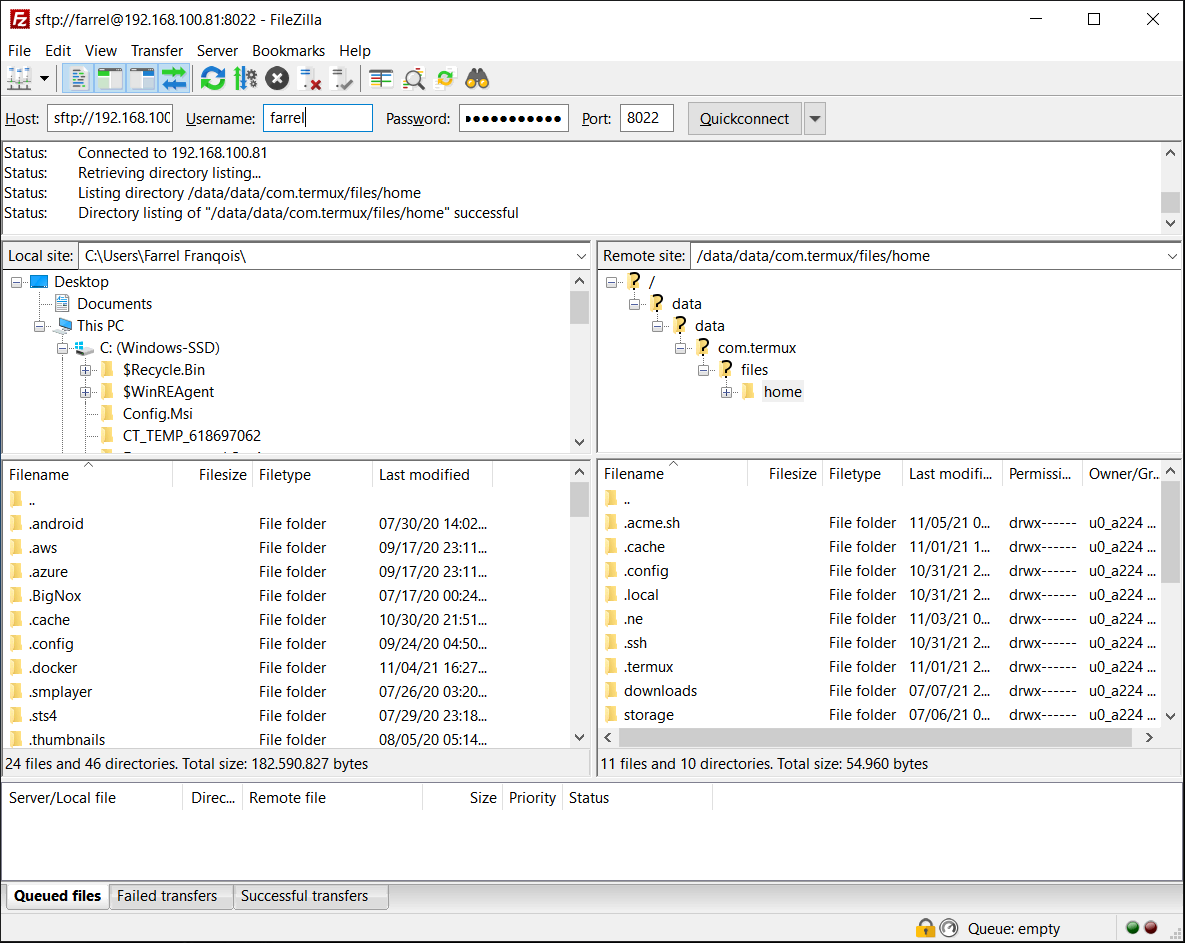 sftp://farrel@192.168.100.81:8022 - FileZilla
File Edit View Transfer Server Bookmarks Help
Host: sftp://192.168.100 Username: farrel Password: ●●●●●●●●●●● Port: 8022 Quickconnect
Status: Connected to 192.168.100.81
Status: Retrieving directory listing...
Status: Listing directory /data/data/com.termux/files/home
Status: Directory listing of "/data/data/com.termux/files/home" successful
Local site: C:\Users\Farrel Franqois\
Desktop
Documents
This PC
C: (Windows-SSD)
$Recycle.Bin
$WinREAgent
Config.Msi
CT_TEMP_618697062
Remote site: /data/data/com.termux/files/home
/
data
data
com.termux
files
home
Filename Filesize Filetype Last modified
..
.android File folder 07/30/20 14:02...
.aws File folder 09/17/20 23:11...
.azure File folder 09/17/20 23:11...
.BigNox File folder 07/17/20 00:24...
.cache File folder 10/30/20 21:51...
.config File folder 09/24/20 04:50...
.docker File folder 11/04/21 16:27...
.smplayer File folder 07/26/20 03:20...
.sts4 File folder 07/29/20 23:18...
.thumbnails File folder 08/05/20 05:14...
24 files and 46 directories. Total size: 182.590.827 bytes
Filename Filesize Filetype Last modifi... Permissi... Owner/Gr...
..
.acme.sh File folder 11/05/21 0... drwx------ u0_a224 ...
.cache File folder 11/01/21 1... drwx------ u0_a224 ...
.config File folder 10/31/21 2... drwx------ u0_a224 ...
.local File folder 10/31/21 2... drwx------ u0_a224 ...
.ne File folder 11/03/21 0... drwx------ u0_a224 ...
.ssh File folder 10/31/21 2... drwx------ u0_a224 ...
.termux File folder 11/01/21 2... drwx------ u0_a224 ...
downloads File folder 07/07/21 2... drwx------ u0_a224 ...
storage File folder 07/06/21 0... drwx------ u0_a224 ...
11 files and 10 directories. Total size: 54.960 bytes
Server/Local file Direc... Remote file Size Priority Status
Queued files Failed transfers Successful transfers
Queue: empty